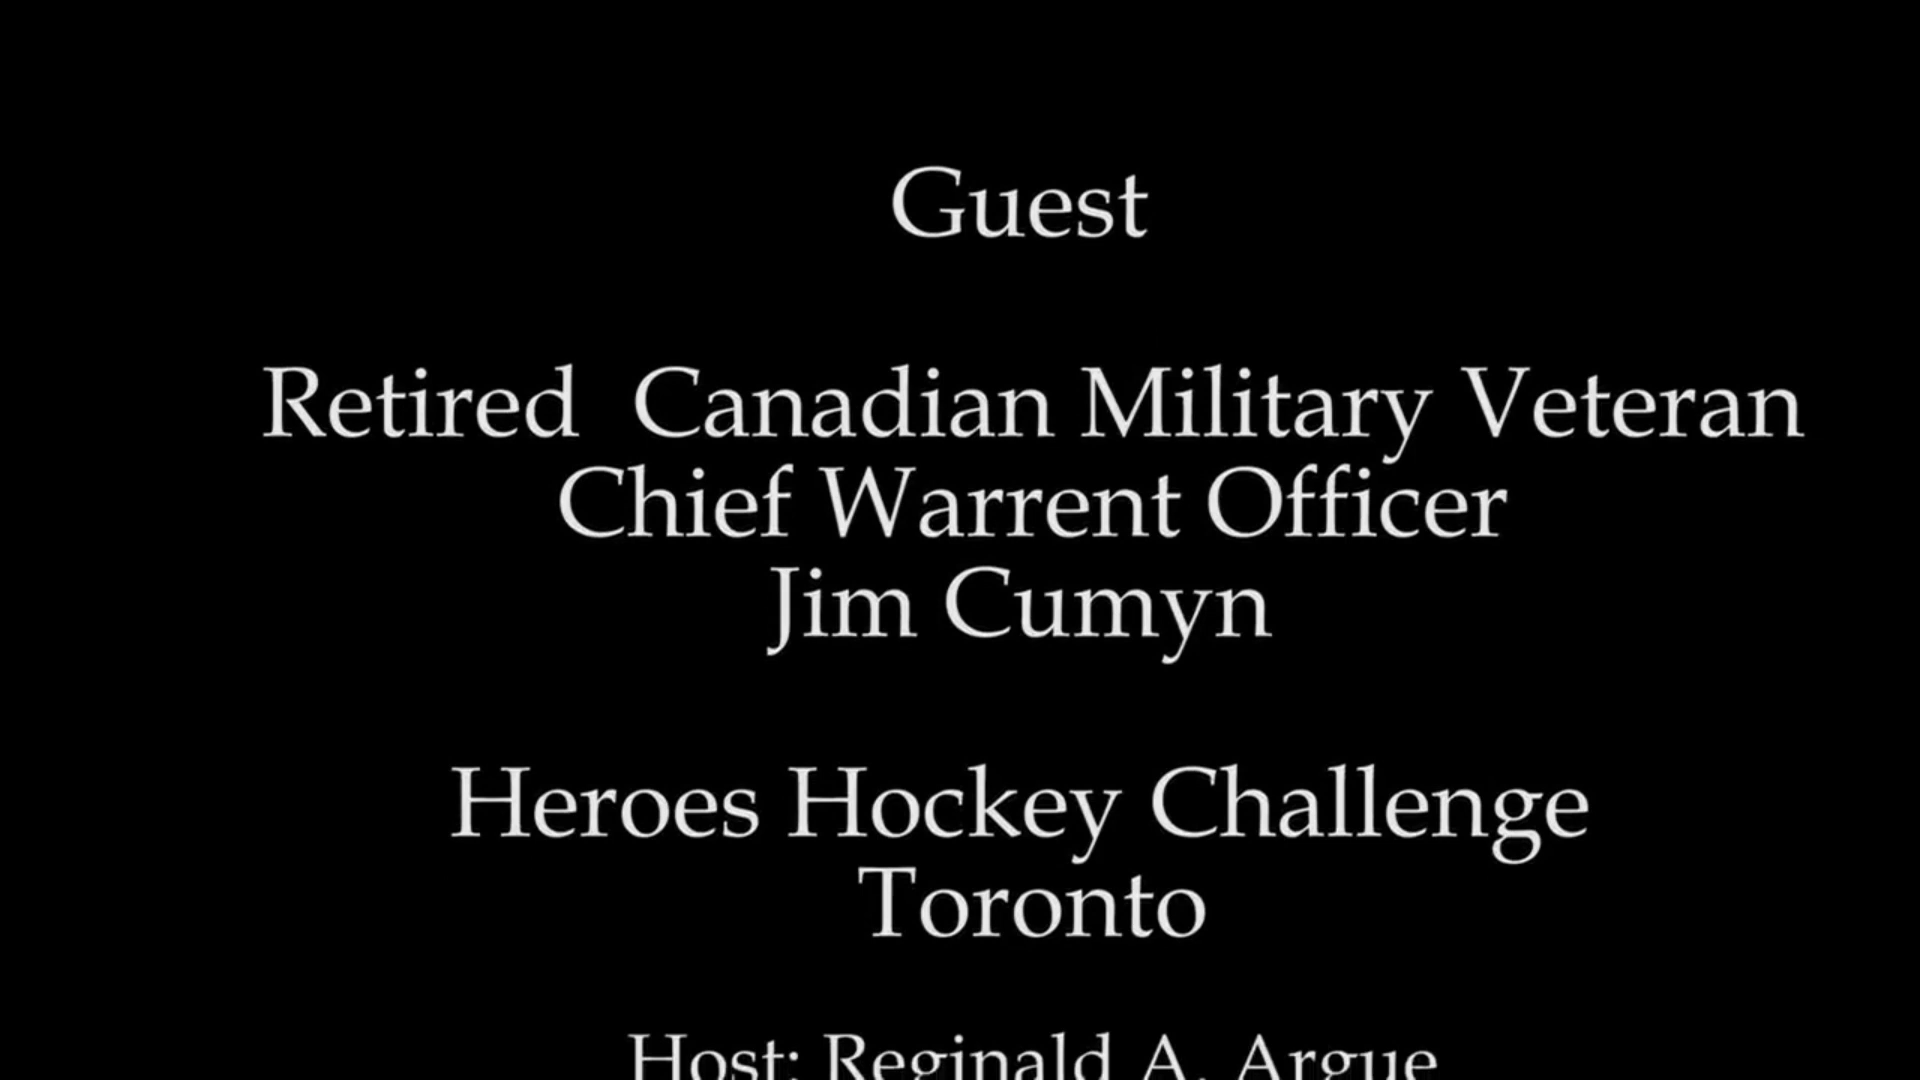 Guest
Retired  Canadian Military Veteran
Chief Warrent Officer
Jim Cumyn
Heroes Hockey Challenge
Toronto
Host: Reginald A. Argue